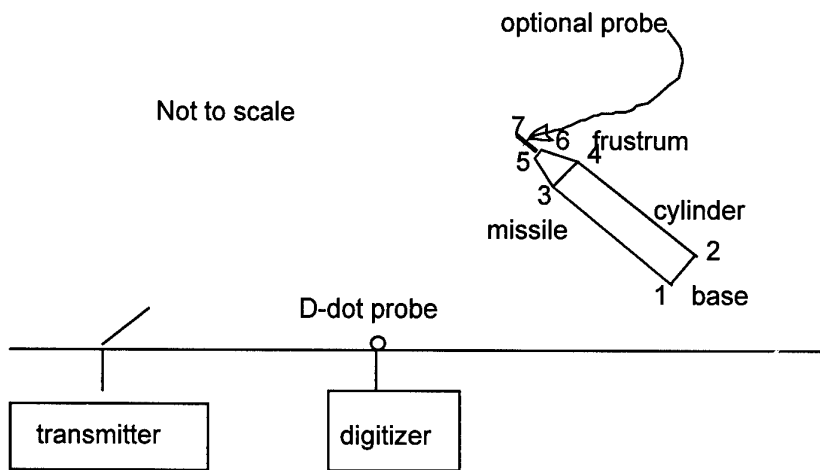 optional probe
Not to scale
7
6 frustrum
5
4
3
cylinder
missile
2
1 base
D-dot probe
transmitter
digitizer